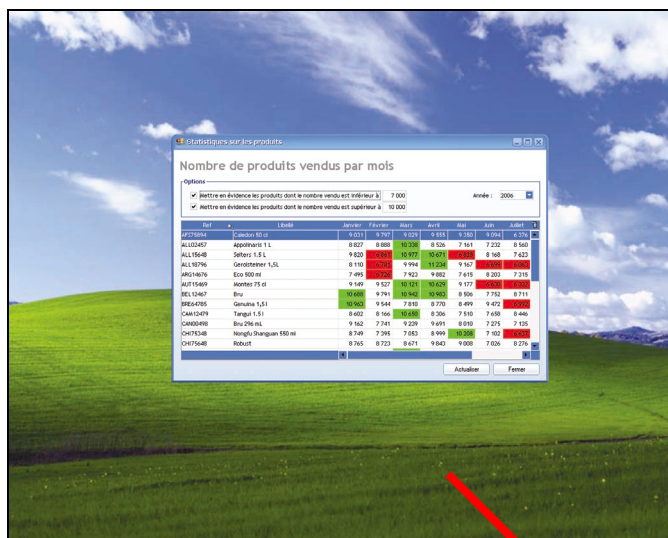 Statistiques sur les produits
Nombre de produits vendus par mois
Options
Mettre en évidence les produits dont le nombre vendu est inférieur à 7 000
Année : 2006
Mettre en évidence les produits dont le nombre vendu est supérieur à 10 000
Ref Libellé Janvier Février Mars Avril Mai Juin Juillet
AFI75894 Caledon 50 cl 9 031 9 797 9 029 9 555 9 350 9 094 6 376
ALL02457 Appolinaris 1 L 8 827 8 888 10 338 8 526 7 161 7 232 8 560
ALL15648 Selters 1.5 L 9 820 10 977 10 671 8 168 7 623
ALL18796 Gerolsteiner 1,5L 8 110 9 994 11 234 9 167
ARG14676 Eco 500 ml 7 495 6 726 7 923 9 882 7 615 8 203 7 315
AUT15469 Montes 75 cl 9 149 9 527 10 121 10 629 9 177
BEL12467 Bru 10 688 9 791 10 942 10 983 8 506 7 752 8 711
BRE64785 Genuina 1,5 l 10 963 9 544 7 810 8 770 8 499 9 472
CAM12479 Tangui 1.5 l 8 602 8 166 10 650 8 306 7 510 7 658 8 446
CAN00498 Bru 296 mL 9 162 7 741 9 239 9 691 8 010 7 275 7 135
CHI75348 Nongfu Shanguan 550 ml 8 749 7 395 7 053 8 999 10 208 7 102
CHI75648 Robust 8 765 8 723 8 671 9 843 9 008 7 026 8 276
Actualiser Fermer